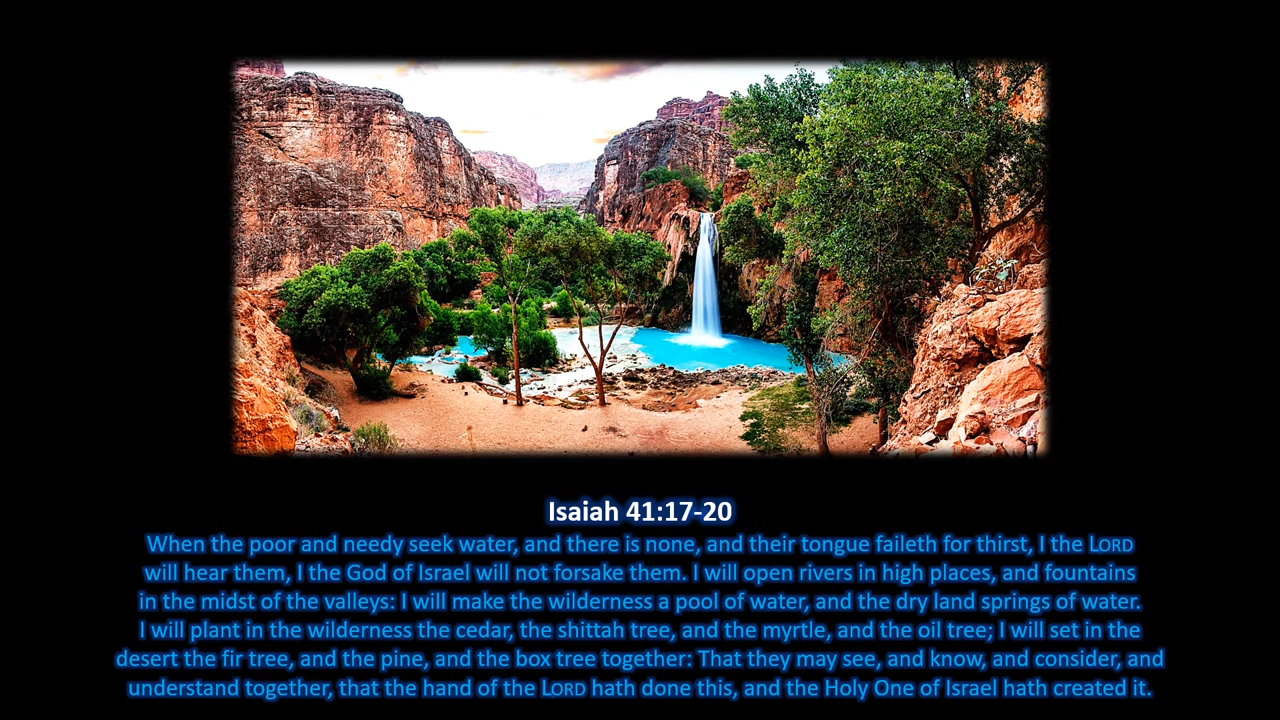 Isaiah 41:17-20
When the poor and needy seek water, and there is none, and their tongue faileth for thirst, I the LORD
will hear them, I the God of Israel will not forsake them. I will open rivers in high places, and fountains
in the midst of the valleys: I will make the wilderness a pool of water, and the dry land springs of water.
I will plant in the wilderness the cedar, the shittah tree, and the myrtle, and the oil tree; I will set in the
desert the fir tree, and the pine, and the box tree together: That they may see, and know, and consider, and
understand together, that the hand of the LORD hath done this, and the Holy One of Israel hath created it.